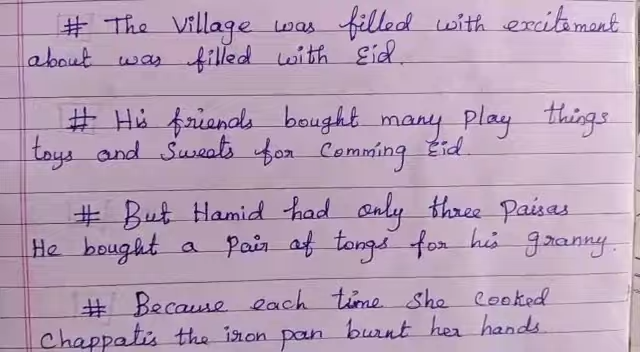 # The Village was filled with excitement
about was filled with Eid.
# His friends bought many Play things
toys and Sweats for Comming Eid.
# But Hamid had only three Paisas
He bought a Pair of tongs for his granny.
# Because each time She Cooked
Chappatis the iron pan burnt her hands.